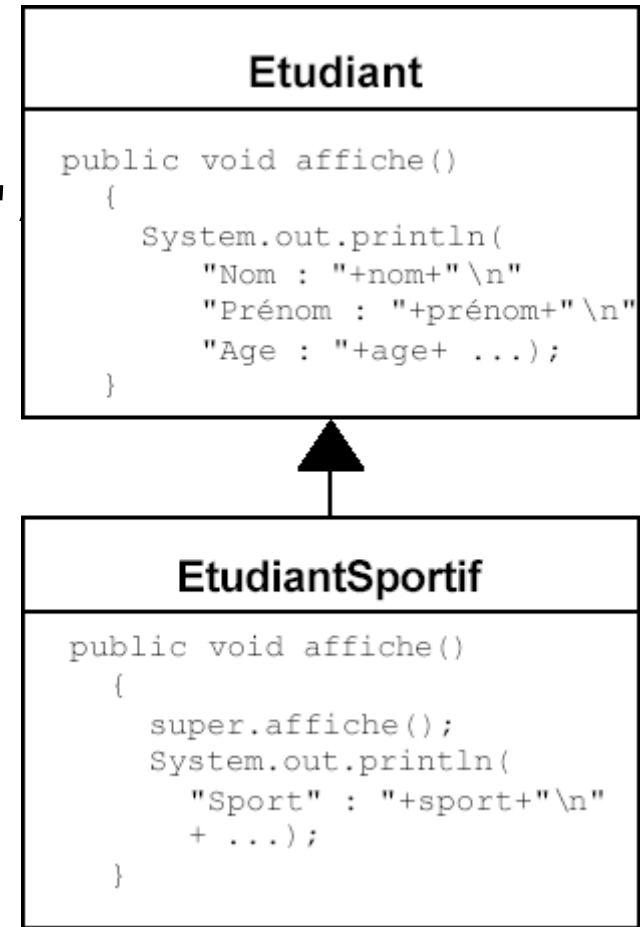 Etudiant
public void affiche()
{
System.out.println(
"Nom : "+nom+"\n"
"Prénom : "+prénom+"\n"
"Age : "+age+ ...);
}
EtudiantSportif
public void affiche()
{
super.affiche();
System.out.println(
"Sport" : "+sport+"\n"
+ ...);
}